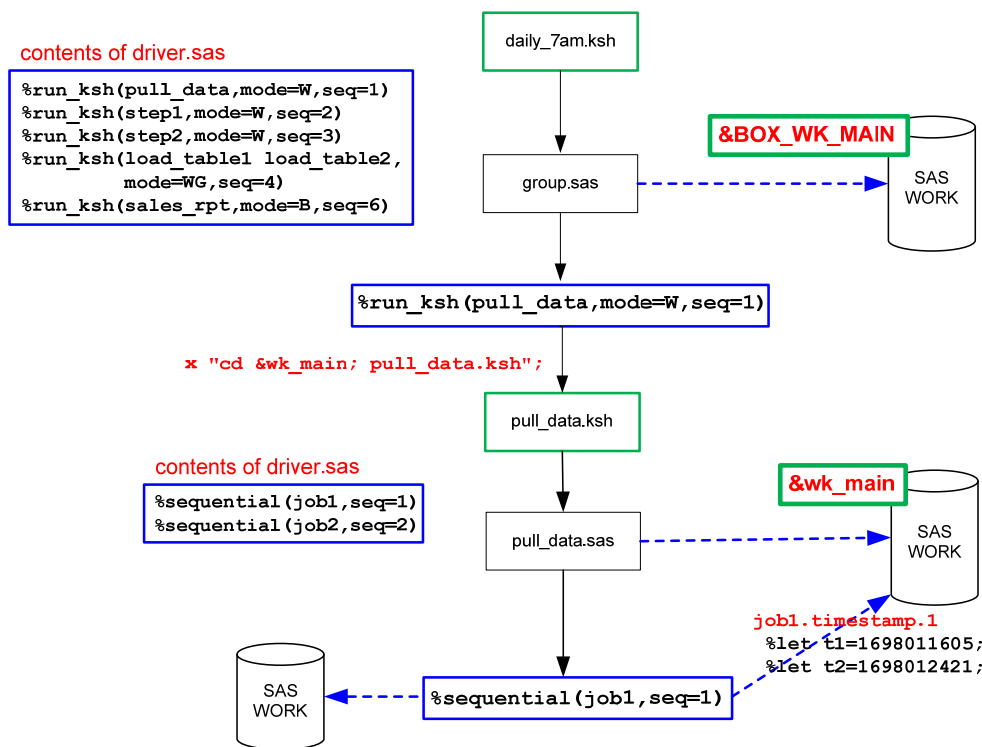 daily_7am.ksh
contents of driver.sas
%run_ksh(pull_data,mode=W,seq=1)
%run_ksh(step1,mode=W,seq=2)
%run_ksh(step2,mode=W,seq=3)
%run_ksh(load_table1 load_table2,
mode=WG,seq=4)
%run_ksh(sales_rpt,mode=B,seq=6)
&BOX_WK_MAIN
group.sas
SAS
WORK
%run_ksh(pull_data,mode=W,seq=1)
x "cd &wk_main; pull_data.ksh";
pull_data.ksh
contents of driver.sas
%sequential(job1,seq=1)
%sequential(job2,seq=2)
&wk_main
pull_data.sas
SAS
WORK
job1.timestamp.1
%let t1=1698011605;
%let t2=1698012421;
SAS
WORK
%sequential(job1,seq=1)